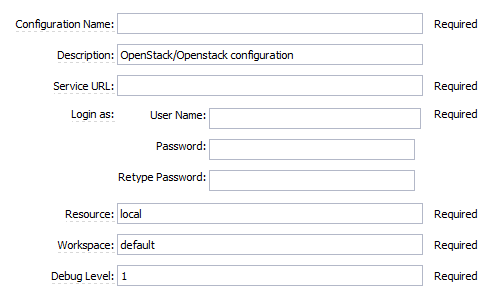 Configuration Name: Required
Description: OpenStack/Openstack configuration
Service URL: Required
Login as: User Name: Required
Password:
Retype Password:
Resource: local Required
Workspace: default Required
Debug Level: 1 Required